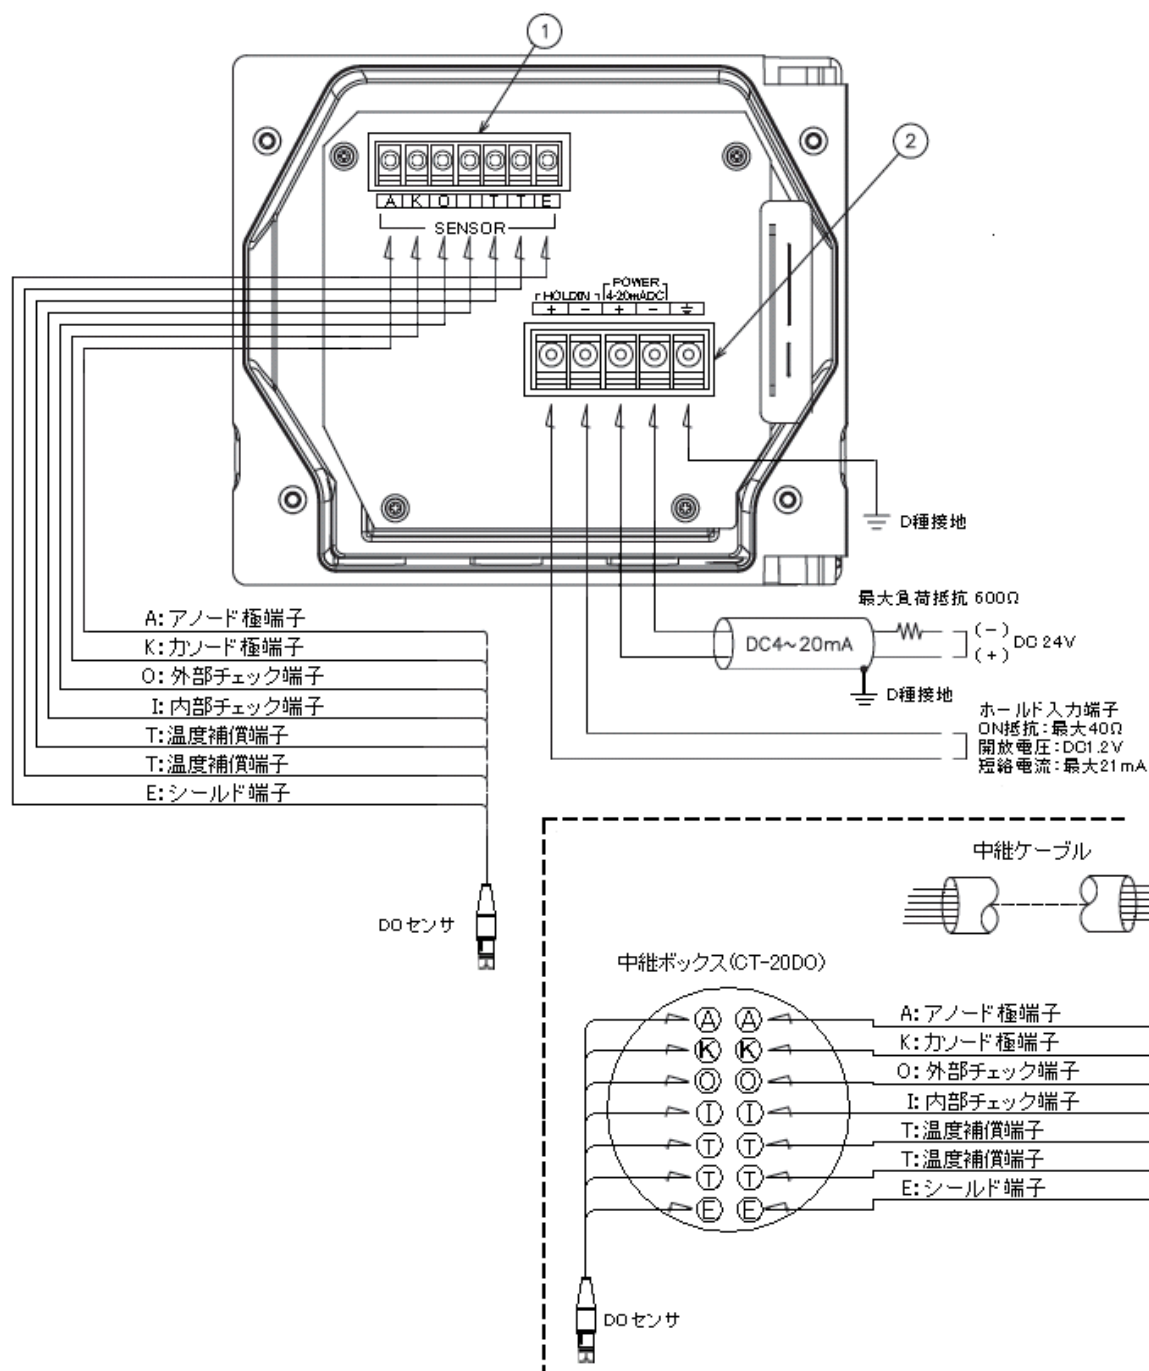 1
2
A K O I T T E
SENSOR
POWER
HOLDIN 4-20mADC
+ - + -
D種接地
最大負荷抵抗 600Ω
DC4~20mA
(-)
(+)
DC 24V
D種接地
ホールド入力端子
ON抵抗:最大40Ω
開放電圧:DC1.2V
短絡電流:最大21mA
A:アノード極端子
K:カソード極端子
O:外部チェック端子
I:内部チェック端子
T:温度補償端子
T:温度補償端子
E:シールド端子
DOセンサ
中継ケーブル
中継ボックス(CT-20DO)
A A
K K
O O
I I
T T
T T
E E
A:アノード極端子
K:カソード極端子
O:外部チェック端子
I:内部チェック端子
T:温度補償端子
T:温度補償端子
E:シールド端子
DOセンサ